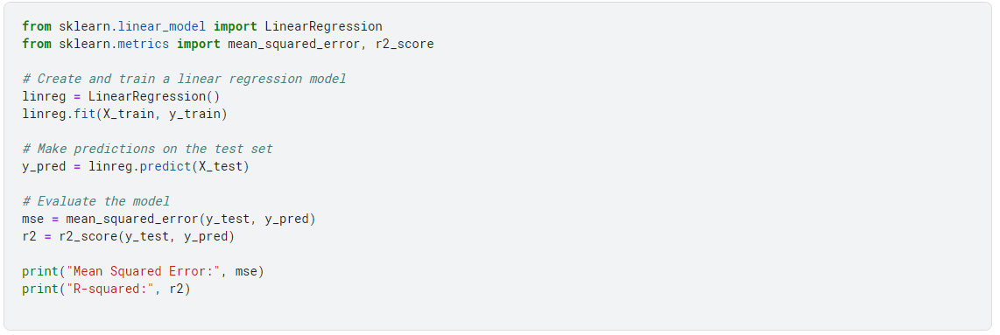 from sklearn.linear_model import LinearRegression
from sklearn.metrics import mean_squared_error, r2_score
# Create and train a linear regression model
linreg = LinearRegression()
linreg.fit(X_train, y_train)
# Make predictions on the test set
y_pred = linreg.predict(X_test)
# Evaluate the model
mse = mean_squared_error(y_test, y_pred)
r2 = r2_score(y_test, y_pred)
print("Mean Squared Error:", mse)
print("R-squared:", r2)